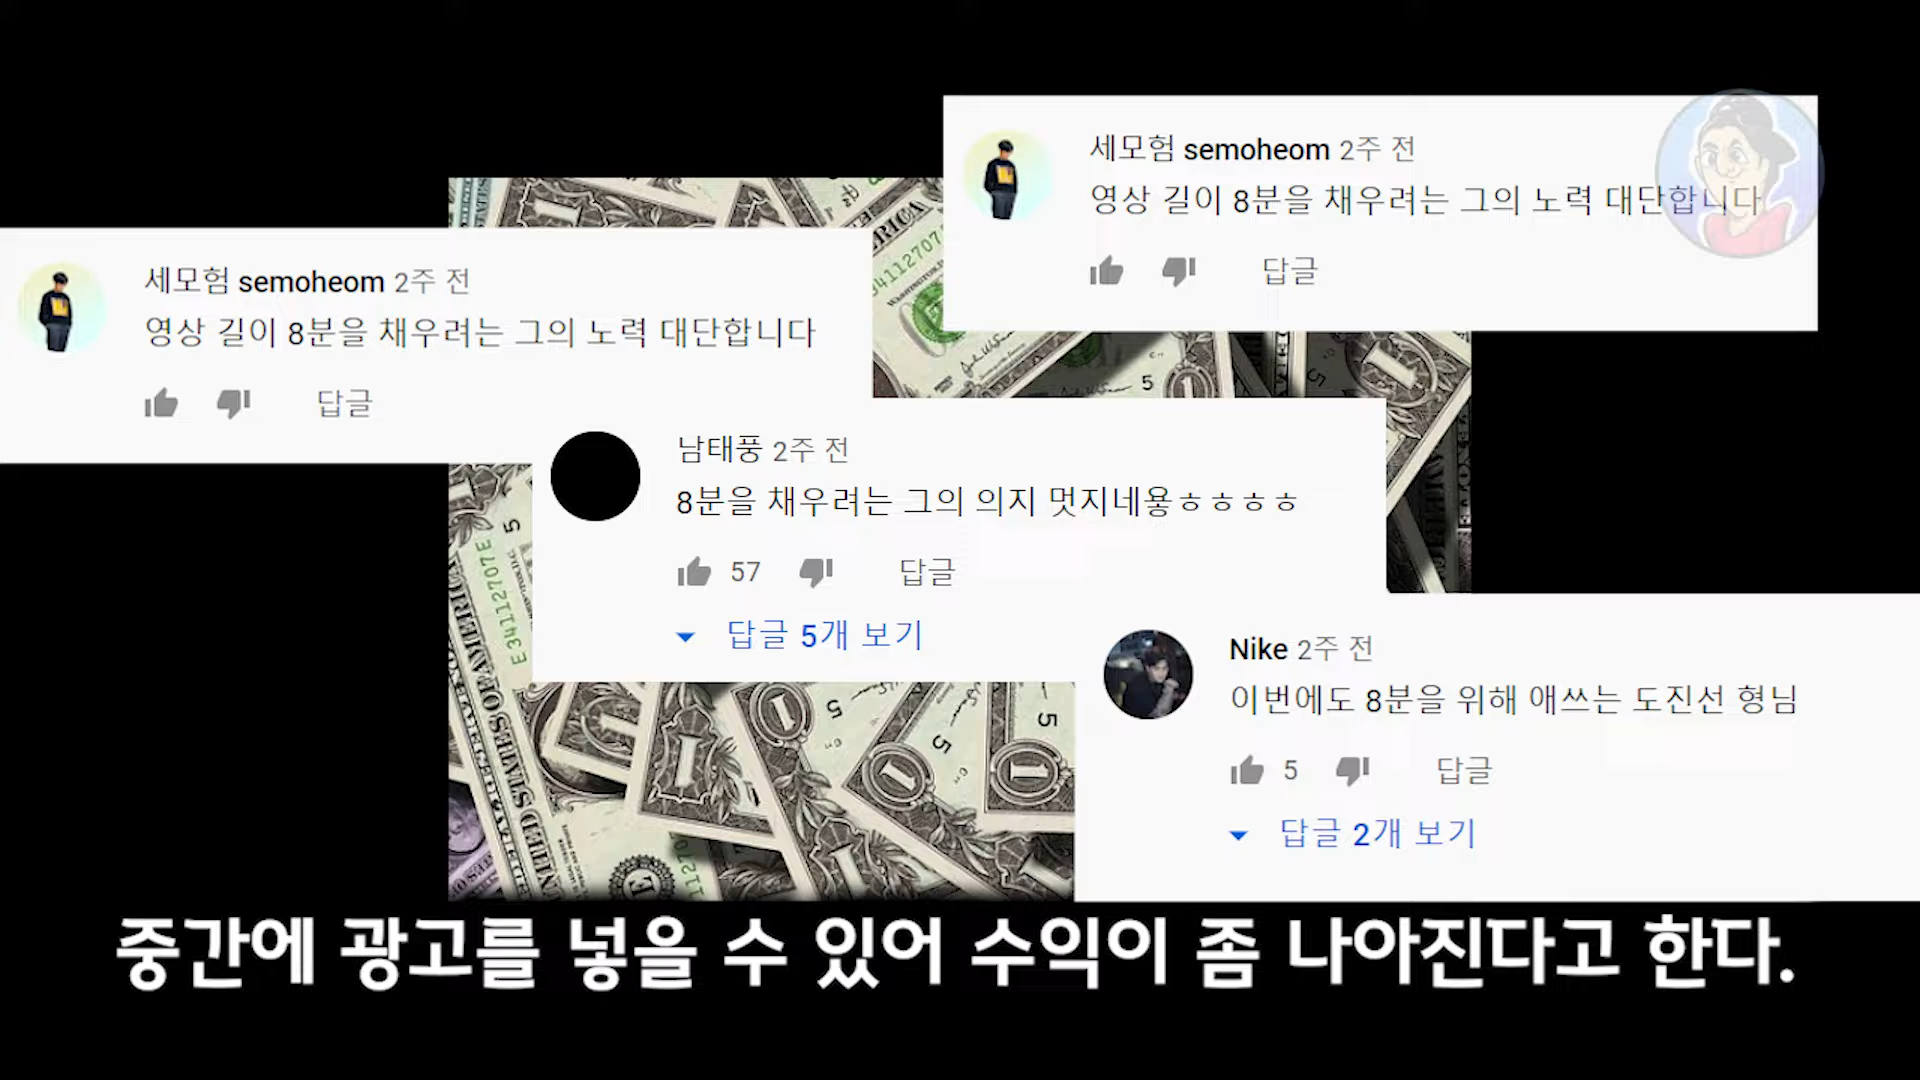 세모험 semoheom 2주 전
영상 길이 8분을 채우려는 그의 노력 대단합니다
답글
세모험 semoheom 2주 전
영상 길이 8분을 채우려는 그의 노력 대단합니다
답글
남태풍 2주 전
8분을 채우려는 그의 의지 멋지네용ㅎㅎㅎㅎ
57 답글
답글 5개 보기
Nike 2주 전
이번에도 8분을 위해 애쓰는 도진선 형님
5 답글
답글 2개 보기
중간에 광고를 넣을 수 있어 수익이 좀 나아진다고 한다.